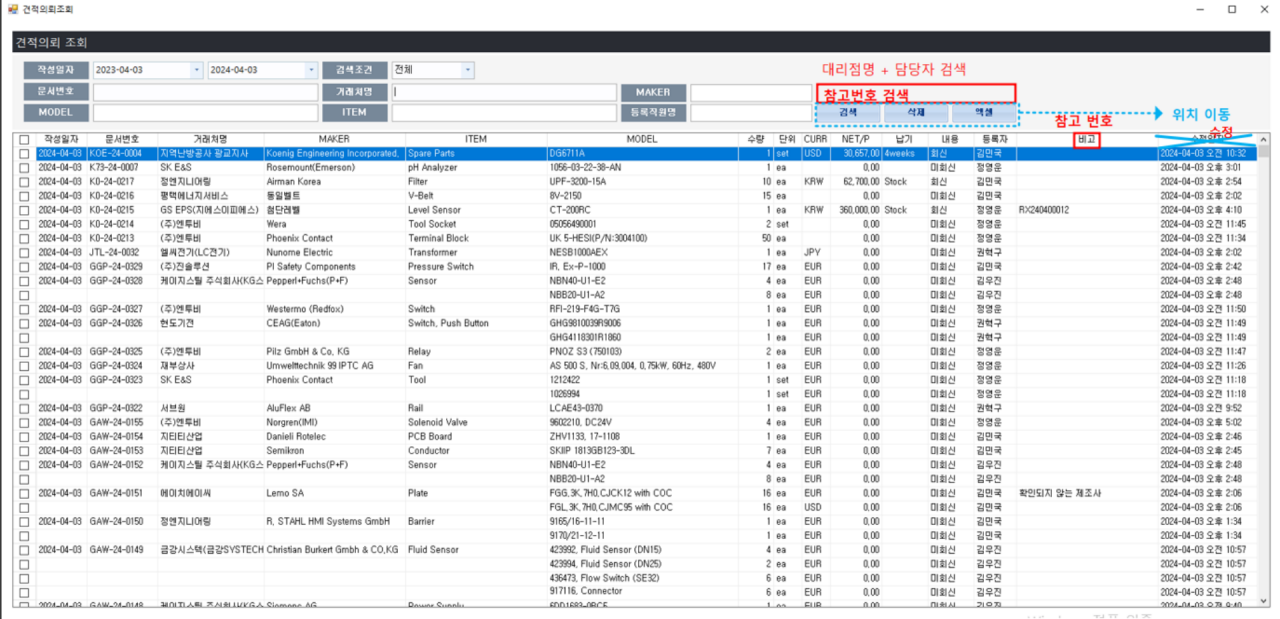 견적의뢰조회
견적의뢰 조회
작성일자 2023-04-03 2024-04-03 검색조건 전체 대리점명 + 담당자 검색
문서번호 거래처명 MAKER 참고번호 검색
MODEL ITEM 등록직원명 검색 삭제 엑셀 위치 이동
참고 번호
수정
작성일자 문서번호 거래처명 MAKER ITEM MODEL 수량 단위 CURR NET/P 납기 내용 등록자 비고
2024-04-03 KOE-24-0004 지역난방공사 광교지사 Koenig Engineering Incorporated, Spare Parts DG6711A 1 set USD 30,657,00 4weeks 회신 김민국 2024-04-03 오전 10:32
2024-04-03 K73-24-0007 SK E&S Rosemount(Emerson) pH Analyzer 1056-03-22-38-AN 1 ea 0,00 미회신 정영운 2024-04-03 오후 3:01
2024-04-03 K0-24-0217 정엔지니어링 Airman Korea Filter UPF-3200-15A 10 ea KRW 62,700,00 Stock 회신 김민국 2024-04-03 오후 2:54
2024-04-03 K0-24-0216 평택에너지서비스 동일벨트 V-Belt 8V-2150 15 ea 0,00 미회신 김민국 2024-04-03 오후 2:02
2024-04-03 K0-24-0215 GS EPS(지에스이피에스) 첨단레벨 Level Sensor CT-200RC 1 ea KRW 360,000,00 Stock 회신 정영운 RX240400012 2024-04-03 오후 4:10
2024-04-03 K0-24-0214 (주)엔투비 Wera Tool Socket 05056490001 2 set 0,00 미회신 정영운 2024-04-03 오전 11:45
2024-04-03 K0-24-0213 (주)엔투비 Phoenix Contact Terminal Block UK 5-HESI(P/N:3004100) 50 ea 0,00 미회신 정영운 2024-04-03 오전 11:34
2024-04-03 JTL-24-0032 엘씨전기(LC전기) Nunome Electric Transformer NESB1000AEX 1 ea JPY 0,00 미회신 권혁구 2024-04-03 오후 2:02
2024-04-03 GGP-24-0329 (주)진솔루션 PI Safety Components Pressure Switch IR, Ex-P-1000 17 ea EUR 0,00 미회신 김민국 2024-04-03 오후 2:42
2024-04-03 GGP-24-0328 케이지스틸 주식회사(KG스 Pepperl+Fuchs(P+F) Sensor NBN40-U1-E2 4 ea EUR 0,00 미회신 김우진 2024-04-03 오후 2:48
NBB20-U1-A2 8 ea EUR 0,00 미회신 김우진 2024-04-03 오후 2:48
2024-04-03 GGP-24-0327 (주)엔투비 Westermo (Redfox) Switch RFI-219-F4G-T7G 1 ea EUR 0,00 미회신 정영운 2024-04-03 오전 11:50
2024-04-03 GGP-24-0326 현도기전 CEAG(Eaton) Switch, Push Button GHG9810039R9006 1 ea EUR 0,00 미회신 권혁구 2024-04-03 오전 11:49
GHG4118301R1860 1 ea EUR 0,00 미회신 권혁구 2024-04-03 오전 11:49
2024-04-03 GGP-24-0325 (주)엔투비 Pilz GmbH & Co, KG Relay PNOZ S3 (750103) 2 ea EUR 0,00 미회신 정영운 2024-04-03 오전 11:47
2024-04-03 GGP-24-0324 재부상사 Umwelttechnik 99 IPTC AG Fan AS 500 S, Nr:6,09,004, 0,75kW, 60Hz, 480V 1 ea EUR 0,00 미회신 정영운 2024-04-03 오전 11:26
2024-04-03 GGP-24-0323 SK E&S Phoenix Contact Tool 1212422 1 set EUR 0,00 미회신 정영운 2024-04-03 오전 11:18
1026994 1 set EUR 0,00 미회신 정영운 2024-04-03 오전 11:18
2024-04-03 GGP-24-0322 서브원 AluFlex AB Rail LCAE43-0370 1 ea EUR 0,00 미회신 권혁구 2024-04-03 오전 9:52
2024-04-03 GAW-24-0155 (주)엔투비 Norgren(IMI) Solenoid Valve 9602210, DC24V 4 ea EUR 0,00 미회신 정영운 2024-04-03 오후 5:02
2024-04-03 GAW-24-0154 지티티산업 Danieli Rotelec PCB Board ZHV1133, 17-1108 1 ea EUR 0,00 미회신 김민국 2024-04-03 오후 2:46
2024-04-03 GAW-24-0153 지티티산업 Semikron Conductor SKIIP 1813GB123-3DL 7 ea EUR 0,00 미회신 김민국 2024-04-03 오후 2:45
2024-04-03 GAW-24-0152 케이지스틸 주식회사(KG스 Pepperl+Fuchs(P+F) Sensor NBN40-U1-E2 4 ea EUR 0,00 미회신 김우진 2024-04-03 오후 2:48
NBB20-U1-A2 8 ea EUR 0,00 미회신 김우진 2024-04-03 오후 2:48
2024-04-03 GAW-24-0151 에이치에이씨 Lemo SA Plate FGG,3K,7H0,CJCK12 with COC 16 ea EUR 0,00 미회신 김민국 확인되지 않는 제조사 2024-04-03 오후 2:06
FGL,3K,7H0,CJMC95 with COC 16 ea USD 0,00 미회신 김민국 2024-04-03 오후 2:06
2024-04-03 GAW-24-0150 정엔지니어링 R, STAHL HMI Systems GmbH Barrier 9165/16-11-11 1 ea EUR 0,00 미회신 김민국 2024-04-03 오후 1:34
9170/21-12-11 1 ea EUR 0,00 미회신 김민국 2024-04-03 오후 1:34
2024-04-03 GAW-24-0149 금강시스텍(금강SYSTECH Christian Burkert Gmbh & CO,KG Fluid Sensor 423992, Fluid Sensor (DN15) 4 ea EUR 0,00 미회신 김우진 2024-04-03 오전 10:57
423994, Fluid Sensor (DN25) 2 ea EUR 0,00 미회신 김우진 2024-04-03 오전 10:57
436473, Flow Switch (SE32) 6 ea EUR 0,00 미회신 김우진 2024-04-03 오전 10:57
917116, Connector 6 ea EUR 0,00 미회신 김우진 2024-04-03 오전 10:57
2024-04-03 GAW-24-0148 케이지스틸 주식회사(KG스 Siemens AG Power Supply 1 ea EUR 0,00 미회신 김우진 2024-04-03 오전 9:40